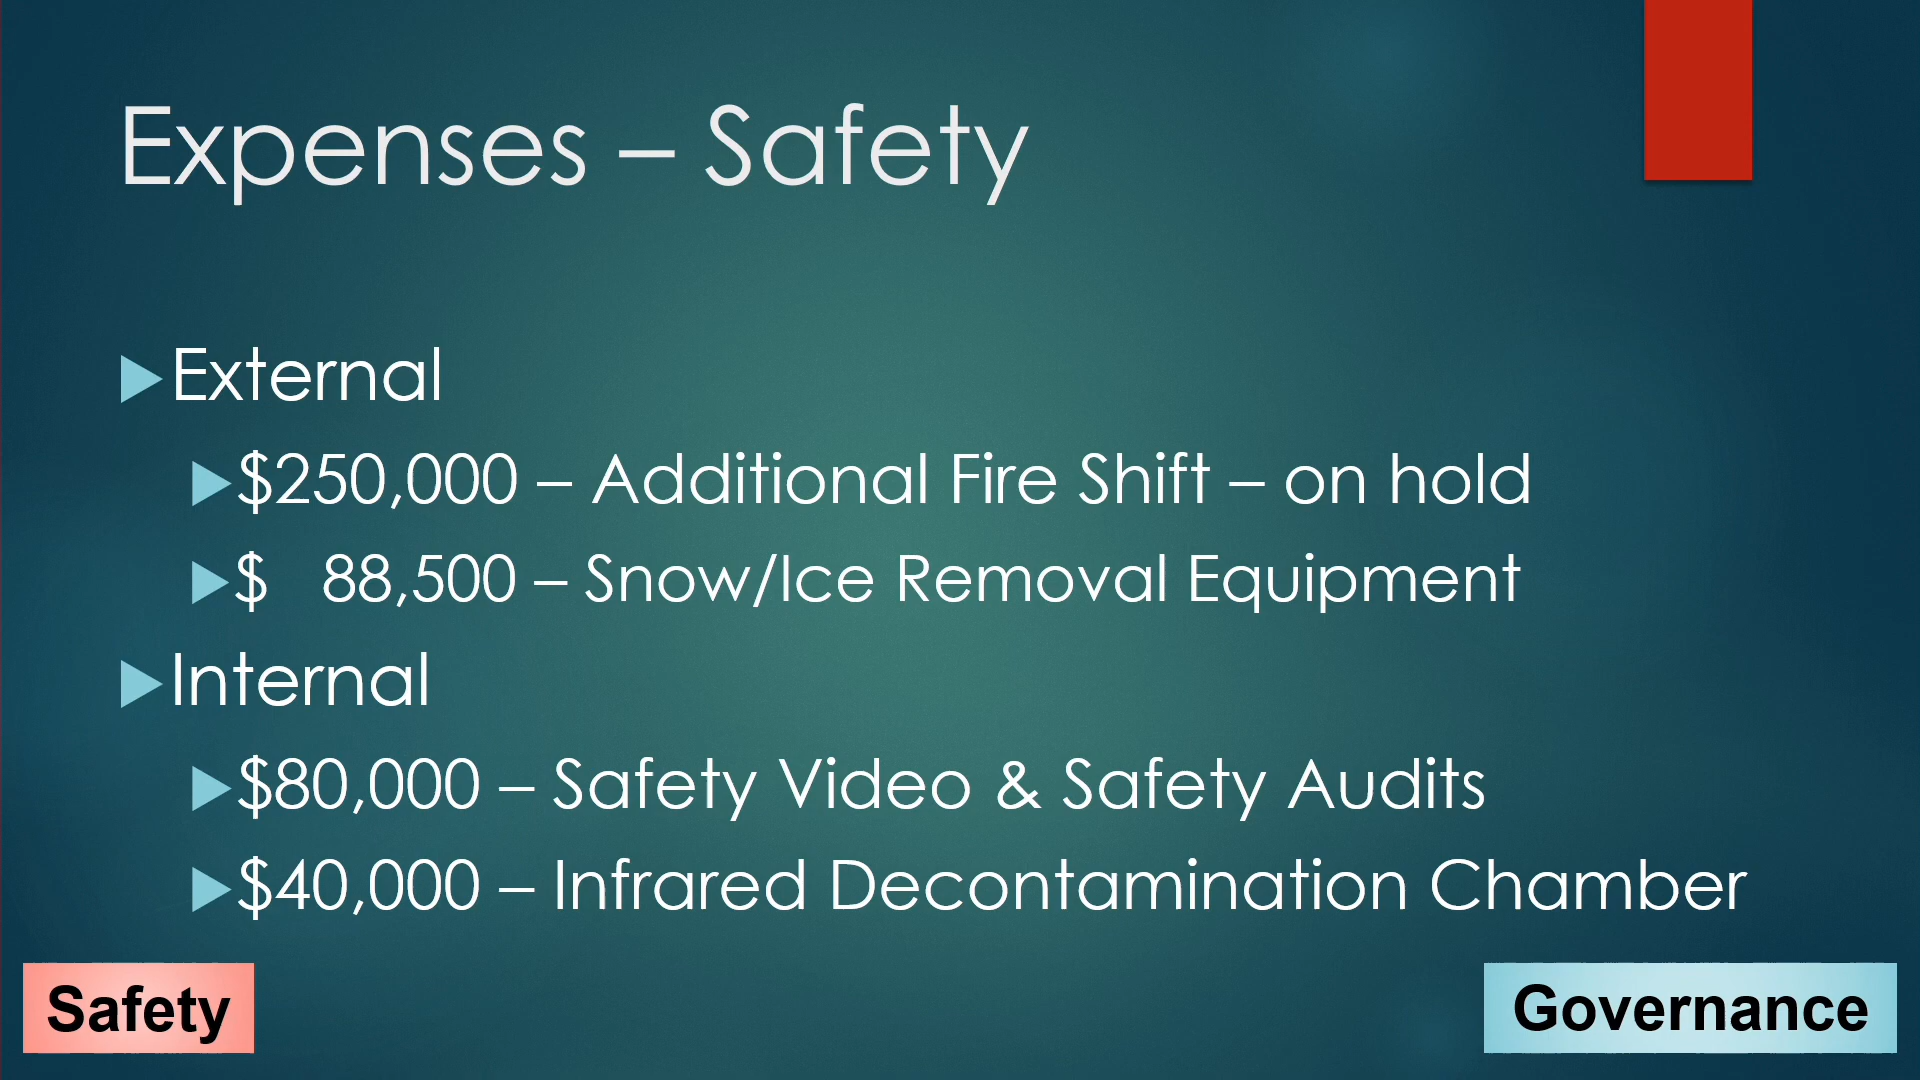 Expenses – Safety
External
$250,000 – Additional Fire Shift – on hold
$   88,500 – Snow/Ice Removal Equipment
Internal
$80,000 – Safety Video & Safety Audits
$40,000 – Infrared Decontamination Chamber
Safety
Governance